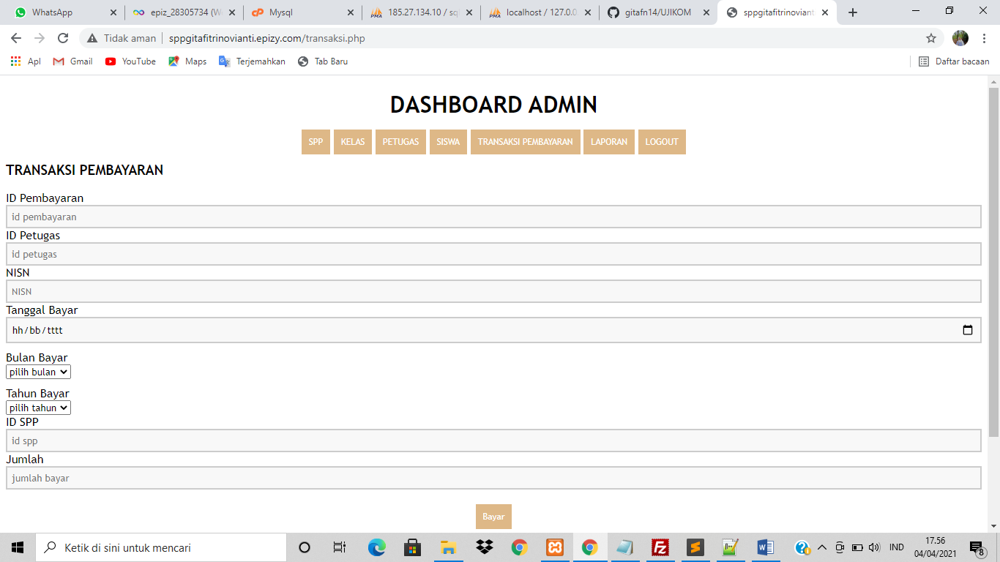 WhatsApp
epiz_28305734 (W
Mysql
185.27.134.10 / sq
localhost / 127.0.0
gitafn14/UJIKOM
sppgitafitrinovianti
Tidak aman sppgitafitrinovianti.epizy.com/transaksi.php
Apl Gmail YouTube Maps Terjemahkan Tab Baru Daftar bacaan
DASHBOARD ADMIN
SPP KELAS PETUGAS SISWA TRANSAKSI PEMBAYARAN LAPORAN LOGOUT
TRANSAKSI PEMBAYARAN
ID Pembayaran
id pembayaran
ID Petugas
id petugas
NISN
NISN
Tanggal Bayar
hh/bb/tttt
Bulan Bayar
pilih bulan
Tahun Bayar
pilih tahun
ID SPP
id spp
Jumlah
jumlah bayar
Bayar
Ketik di sini untuk mencari
IND
17.56
04/04/2021
8